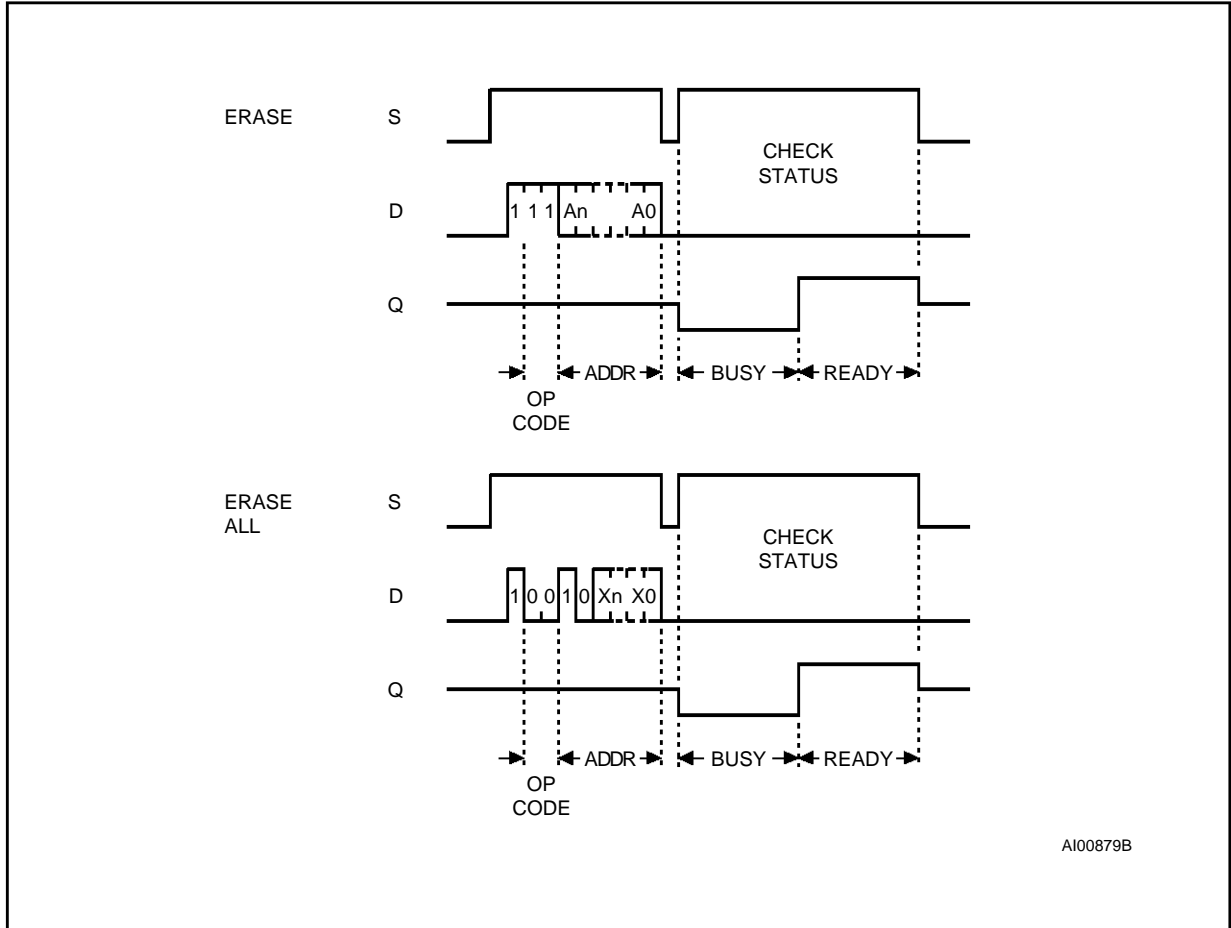 ERASE S
CHECK
STATUS
D 1 1 1 An A0
Q
ADDR BUSY READY
OP
CODE
ERASE
ALL
S
CHECK
STATUS
D 1 0 0 1 0 Xn X0
Q
ADDR BUSY READY
OP
CODE
AI00879B